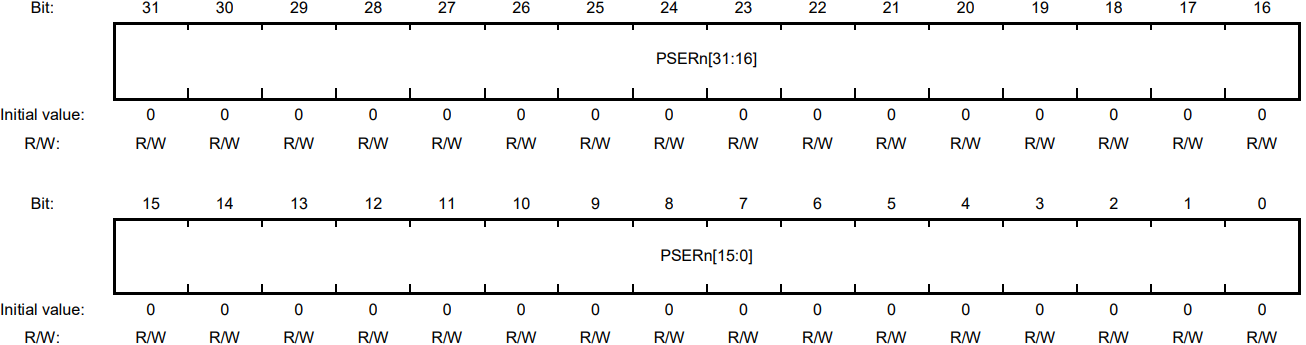 Bit: 31 30 29 28 27 26 25 24 23 22 21 20 19 18 17 16
PSERn[31:16]
Initial value: 0 0 0 0 0 0 0 0 0 0 0 0 0 0 0 0
R/W: R/W R/W R/W R/W R/W R/W R/W R/W R/W R/W R/W R/W R/W R/W R/W R/W
Bit: 15 14 13 12 11 10 9 8 7 6 5 4 3 2 1 0
PSERn[15:0]
Initial value: 0 0 0 0 0 0 0 0 0 0 0 0 0 0 0 0
R/W: R/W R/W R/W R/W R/W R/W R/W R/W R/W R/W R/W R/W R/W R/W R/W R/W